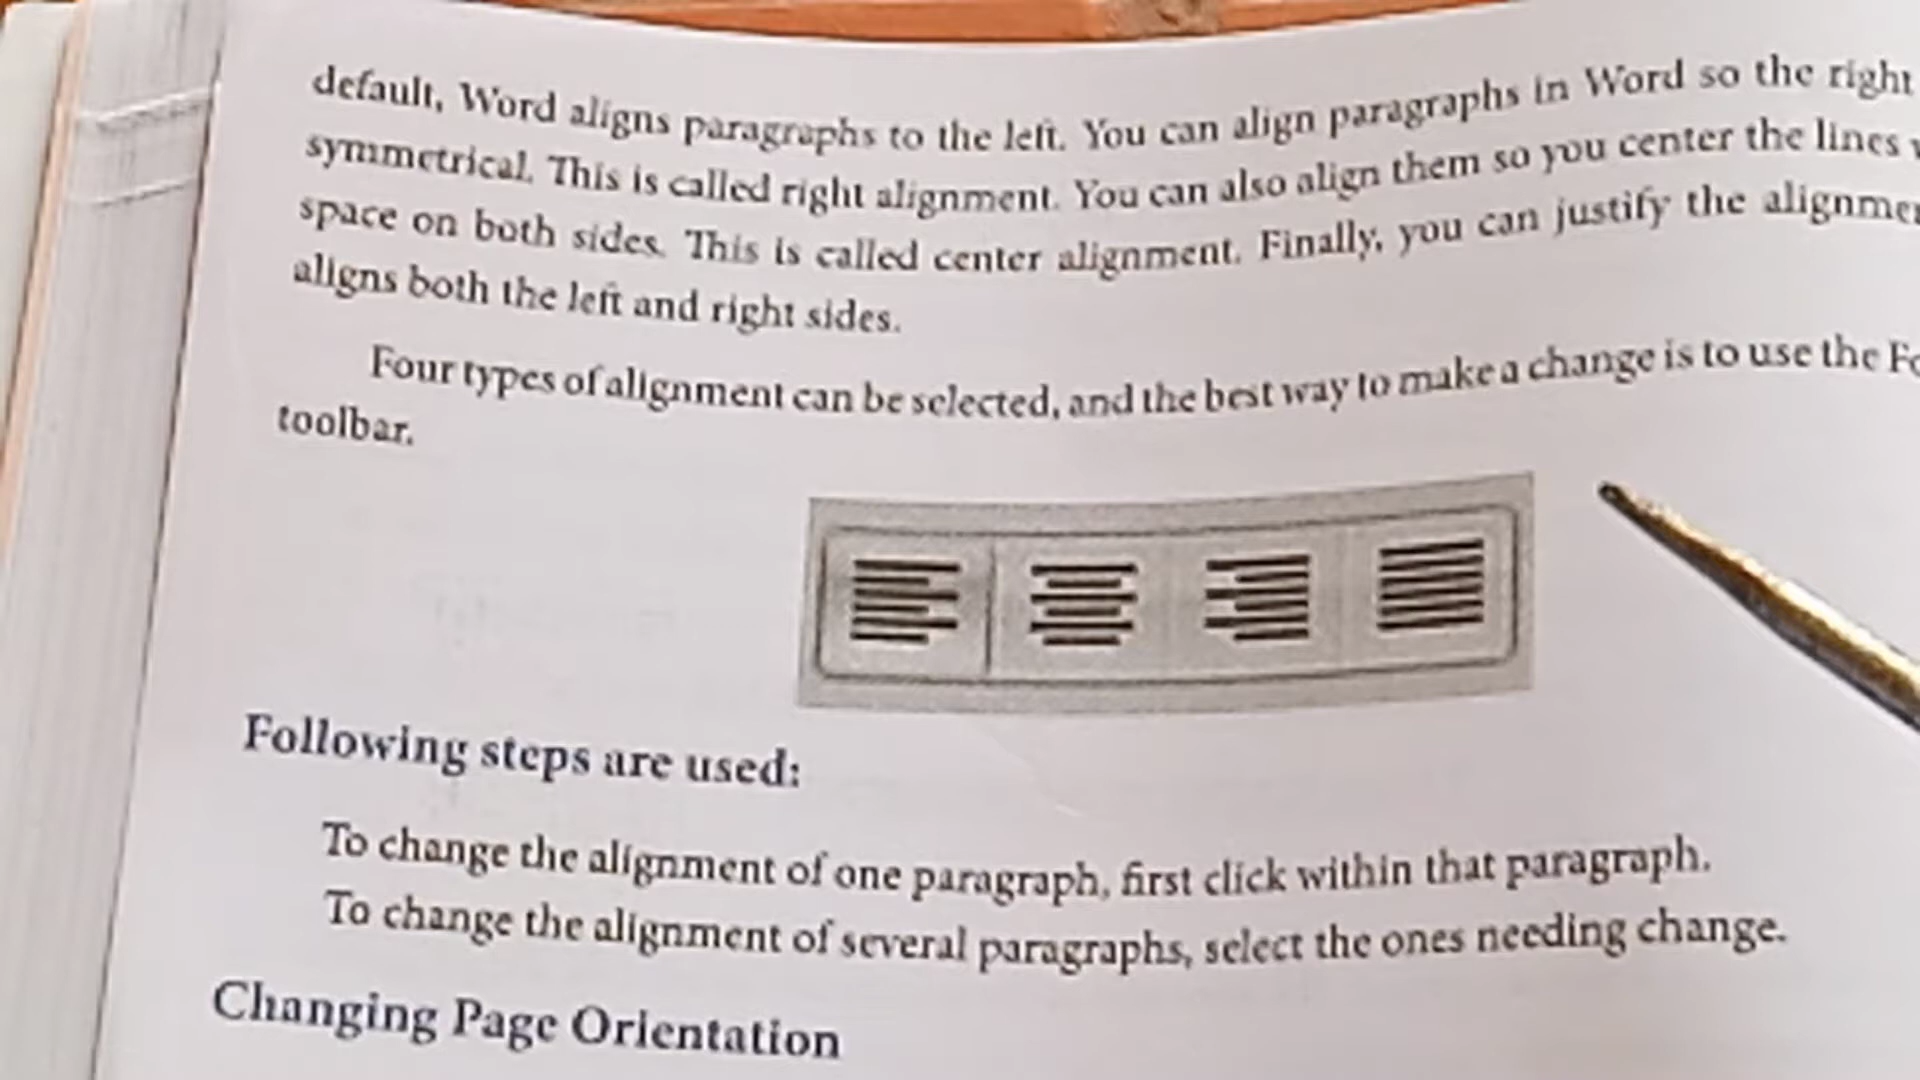 default, Word aligns paragraphs to the left. You can align paragraphs in Word so the right
symmetrical. This is called right alignment. You can also align them so you center the lines
space on both sides. This is called center alignment. Finally, you can justify the
aligns both the left and right sides.
Four types of alignment can be selected, and the best way to make a change is to use the
toolbar.
Following steps are used:
To change the alignment of one paragraph, first click within that paragraph.
To change the alignment of several paragraphs, select the ones needing change.
Changing Page Orientation